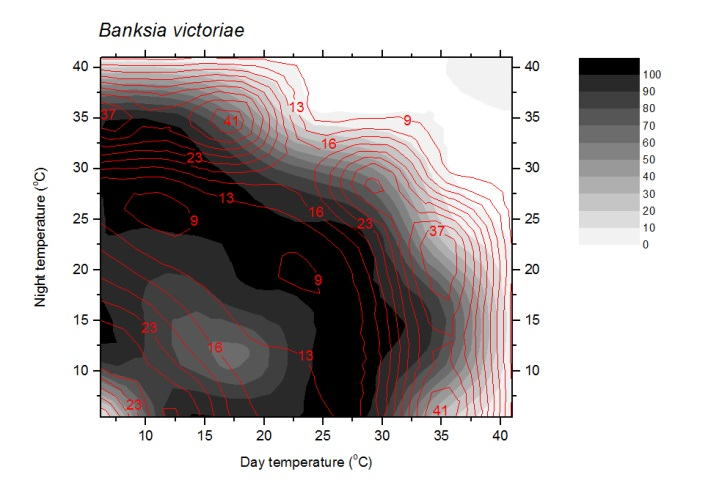 Banksia victoriae
40 40 100
13 90
37 35 41 9 35 80
16 70
23 60
30 30 50
13 40
16 30
25 9 23 37 25 20
10
0
20 9 20
15 23 15
16 13
10 10
23 41
10 15 20 25 30 35 40
Night temperature (°C)
Day temperature (°C)